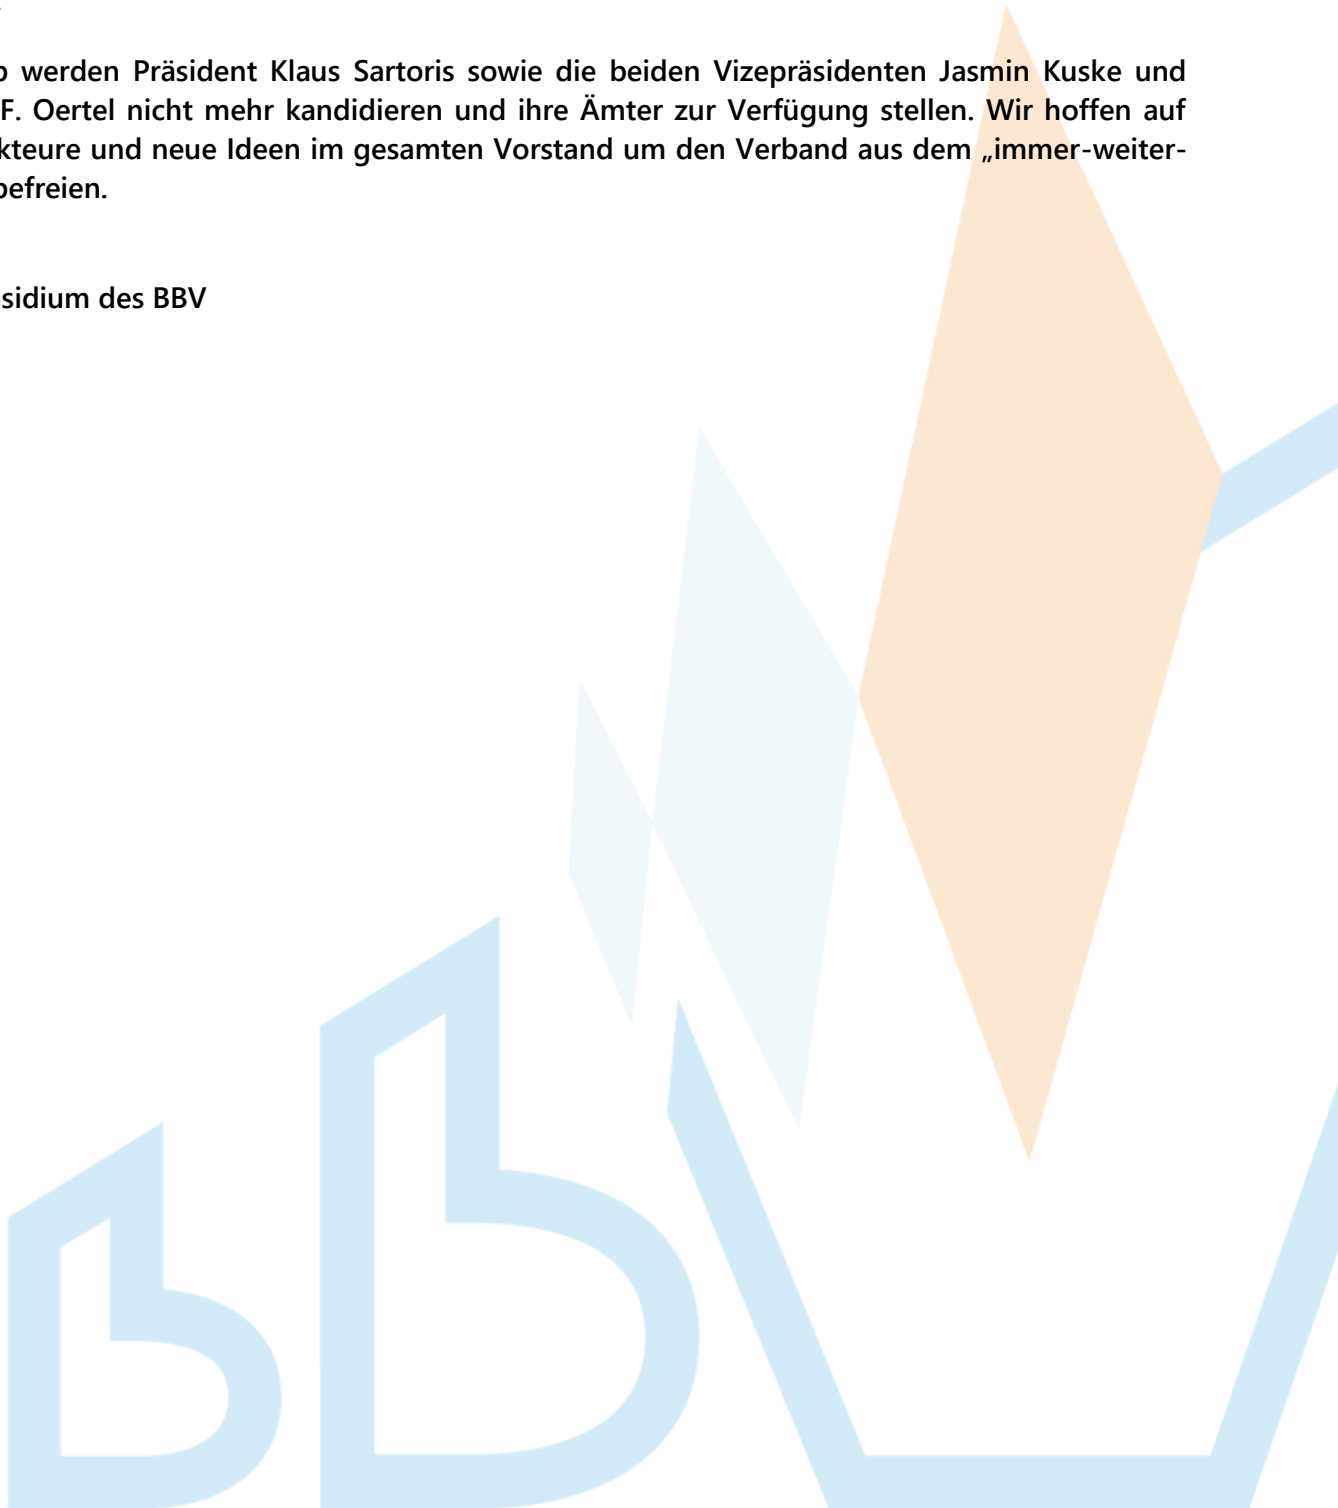 werden Präsident Klaus Sartoris sowie die beiden Vizepräsidenten Jasmin Kuske und
F. Oertel nicht mehr kandidieren und ihre Ämter zur Verfügung stellen. Wir hoffen auf
kteure und neue Ideen im gesamten Vorstand um den Verband aus dem „immer-weiter-
befreien.
sidium des BBV
BBV